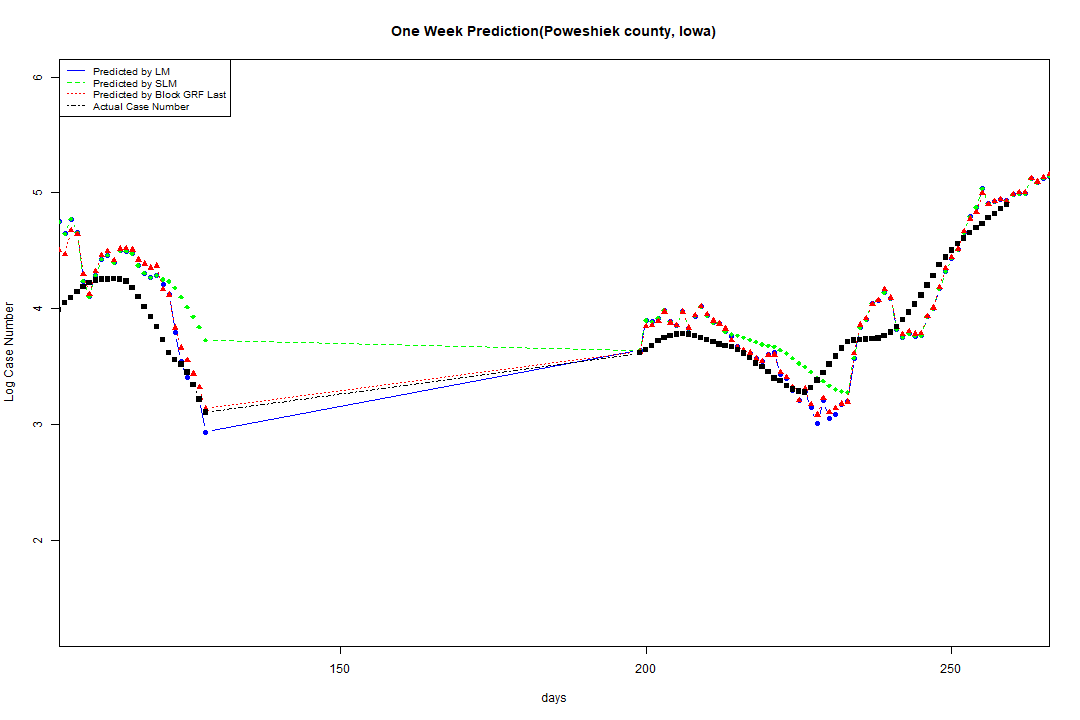 One Week Prediction(Poweshiek county, Iowa)
Predicted by LM
Predicted by SLM
Predicted by Block GRF Last
Actual Case Number
6
5
4
3
2
Log Case Number
150
200
250
days